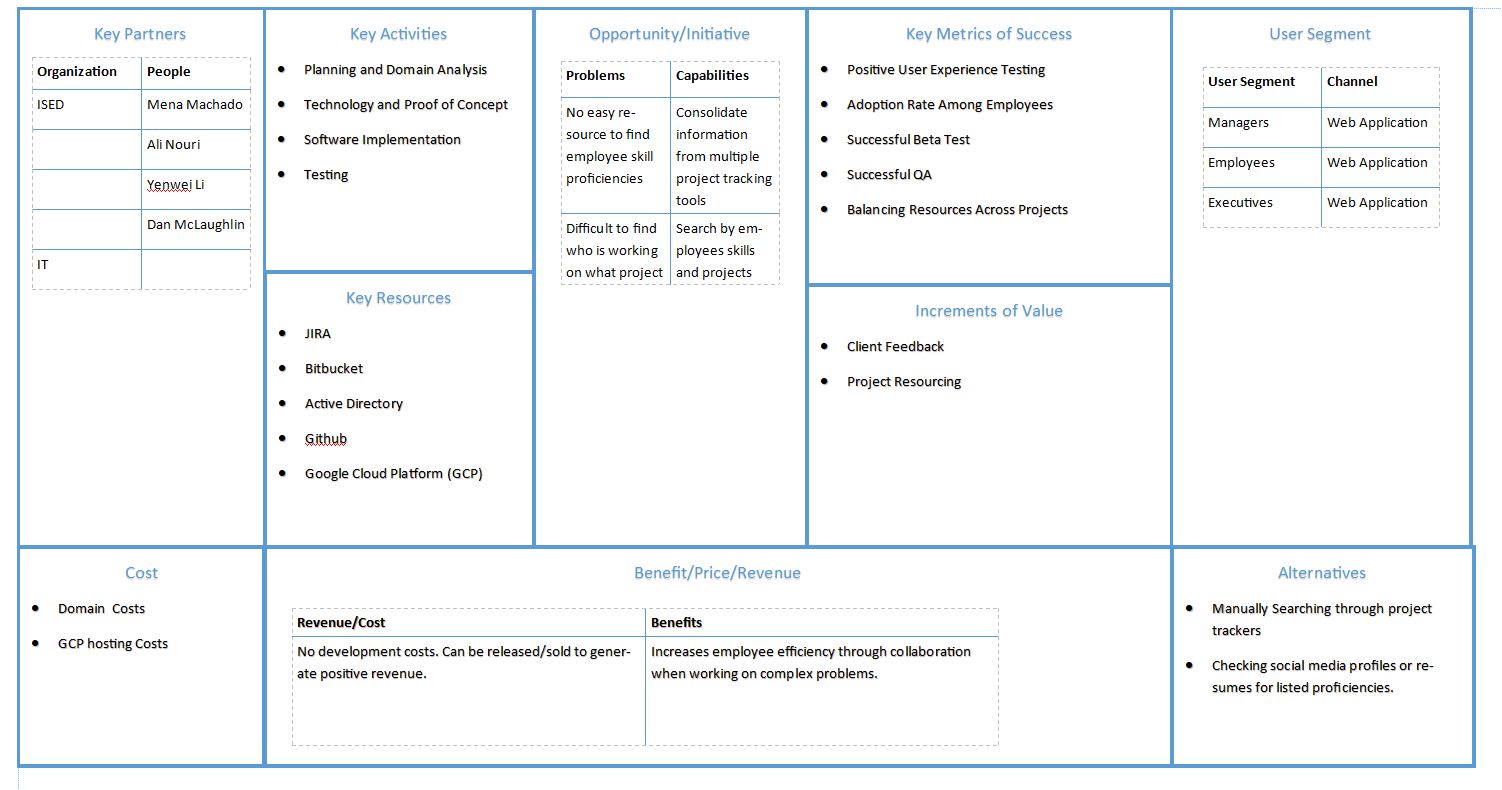 Key Partners
Organization People
ISED Mena Machado
Ali Nouri
Yenwei Li
Dan McLaughlin
IT
Key Activities
Planning and Domain Analysis
Technology and Proof of Concept
Software Implementation
Testing
Key Resources
JIRA
Bitbucket
Active Directory
Github
Google Cloud Platform (GCP)
Opportunity/Initiative
Problems Capabilities
No easy re-
source to find
employee skill
proficiencies
Consolidate
information
from multiple
project tracking
tools
Difficult to find
who is working
on what project
Search by em-
ployees skills
and projects
Key Metrics of Success
Positive User Experience Testing
Adoption Rate Among Employees
Successful Beta Test
Successful QA
Balancing Resources Across Projects
Increments of Value
Client Feedback
Project Resourcing
User Segment
User Segment Channel
Managers Web Application
Employees Web Application
Executives Web Application
Cost
Domain Costs
GCP hosting Costs
Benefit/Price/Revenue
Revenue/Cost Benefits
No development costs. Can be released/sold to gener-
ate positive revenue.
Increases employee efficiency through collaboration
when working on complex problems.
Alternatives
Manually Searching through project
trackers
Checking social media profiles or re-
sumes for listed proficiencies.